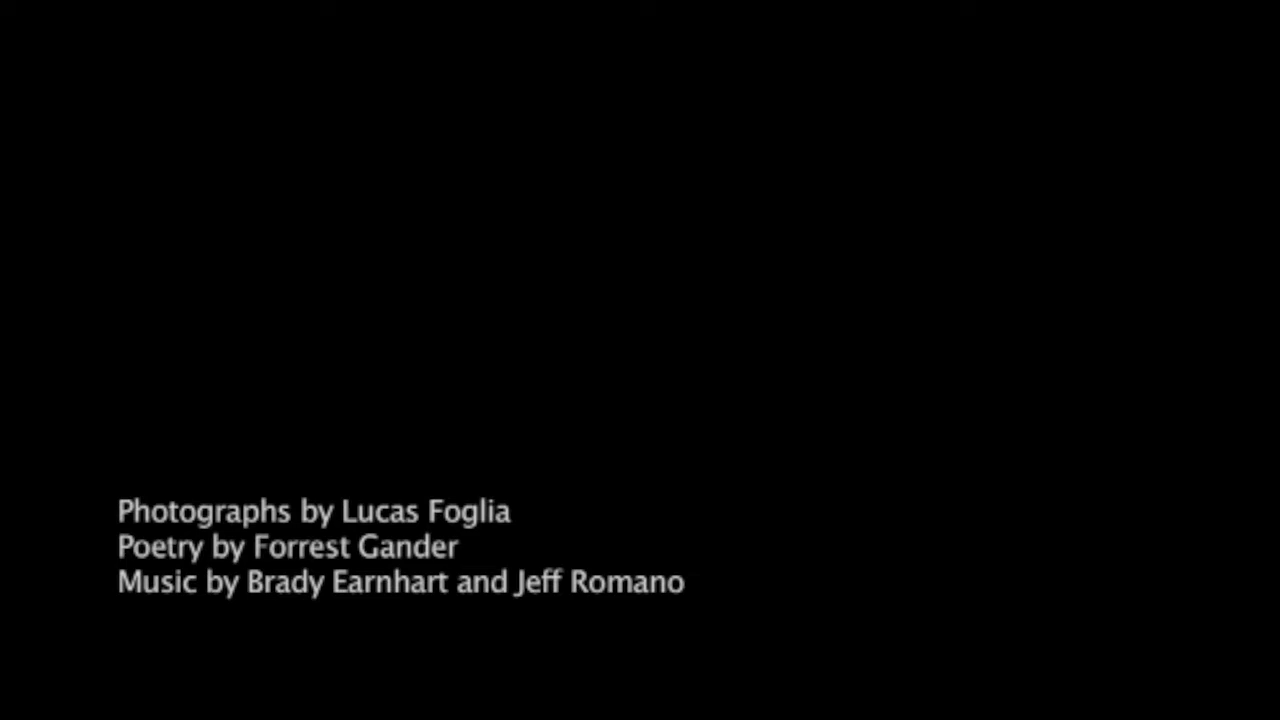 Photographs by Lucas Foglia
Poetry by Forrest Gander
Music by Brady Earnhart and Jeff Romano